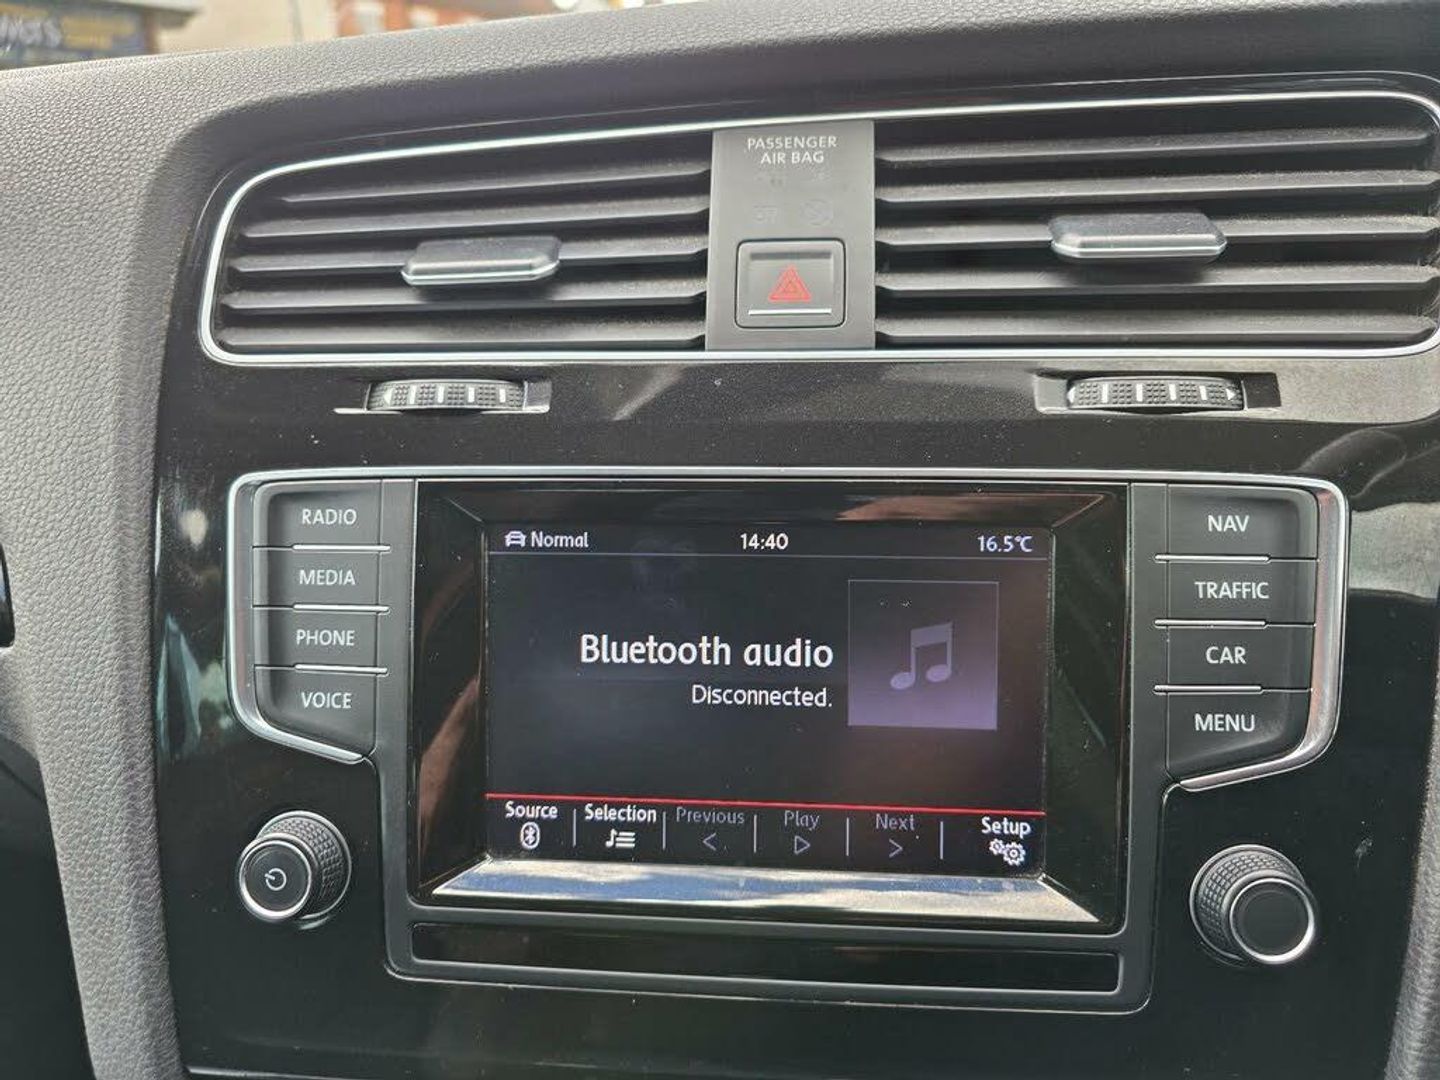 PASSENGER
AIR BAG
RADIO
MEDIA
PHONE
VOICE
Normal 14:40 16.5°C
Bluetooth audio
Disconnected.
Source Selection Previous Play Next Setup
NAV
TRAFFIC
CAR
MENU